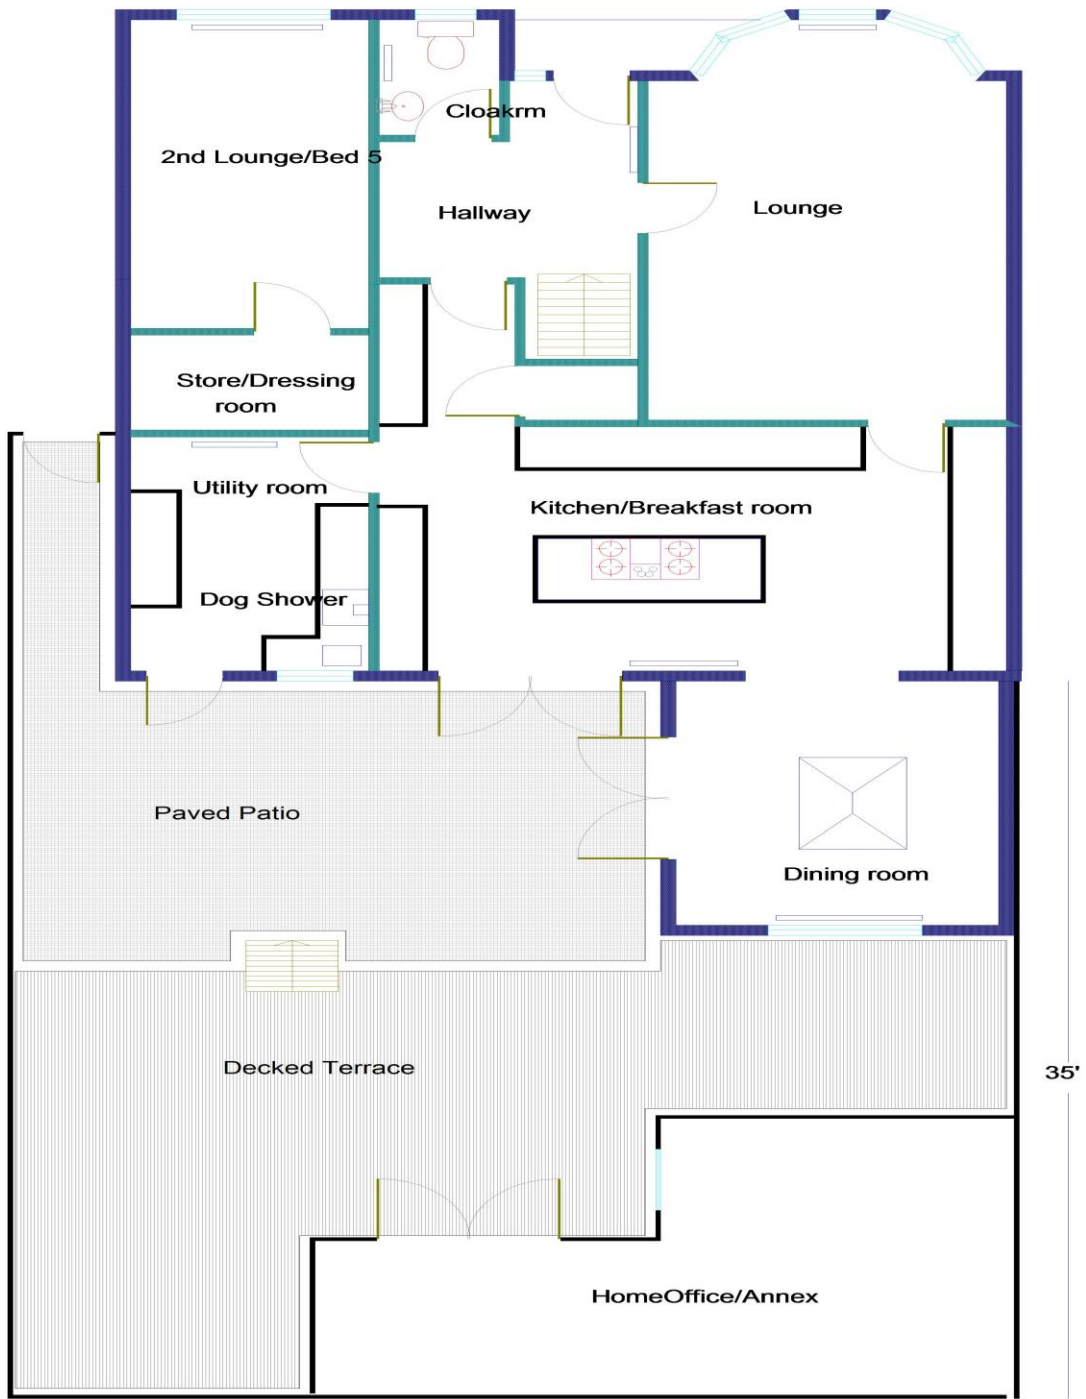 Cloakrm
2nd Lounge/Bed 5
Hallway
Lounge
Store/Dressing
room
Utility room
Kitchen/Breakfast room
Dog Shower
Paved Patio
Dining room
Decked Terrace
35'
HomeOffice/Annex